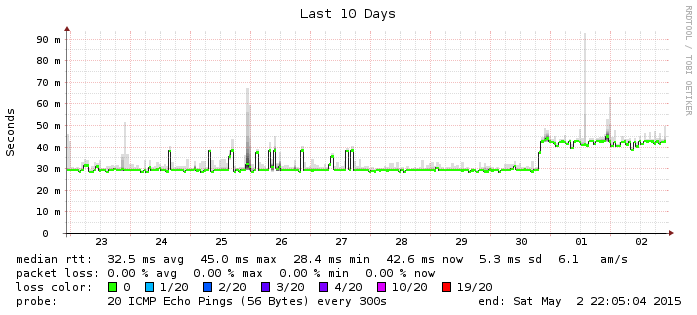 Last 10 Days
RRDTOOL / TOBI OETIKER
Seconds
90 m
80 m
70 m
60 m
50 m
40 m
30 m
20 m
10 m
0
23 24 25 26 27 28 29 30 01 02
median rtt: 32.5 ms avg 45.0 ms max 28.4 ms min 42.6 ms now 5.3 ms sd 6.1 am/s
packet loss: 0.00 % avg 0.00 % max 0.00 % min 0.00 % now
loss color: 0 1/20 2/20 3/20 4/20 10/20 19/20
probe: 20 ICMP Echo Pings (56 Bytes) every 300s end: Sat May 2 22:05:04 2015